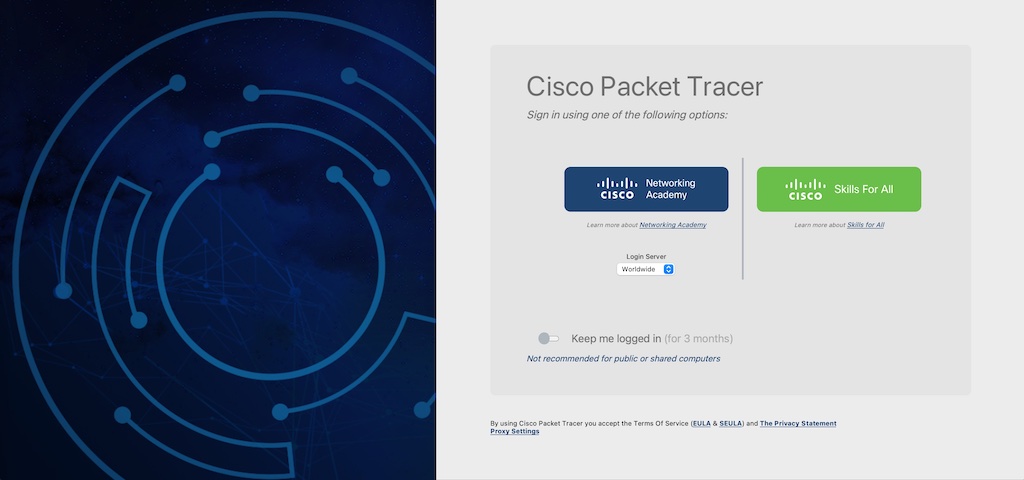 Cisco Packet Tracer
Sign in using one of the following options:
CISCO
Networking
Academy
Learn more about Networking Academy
Login Server
Worldwide
CISCO
Skills For All
Learn more about Skills for All
Keep me logged in (for 3 months)
Not recommended for public or shared computers
By using Cisco Packet Tracer you accept the Terms Of Service (EULA & SEULA) and The Privacy Statement
Proxy Settings